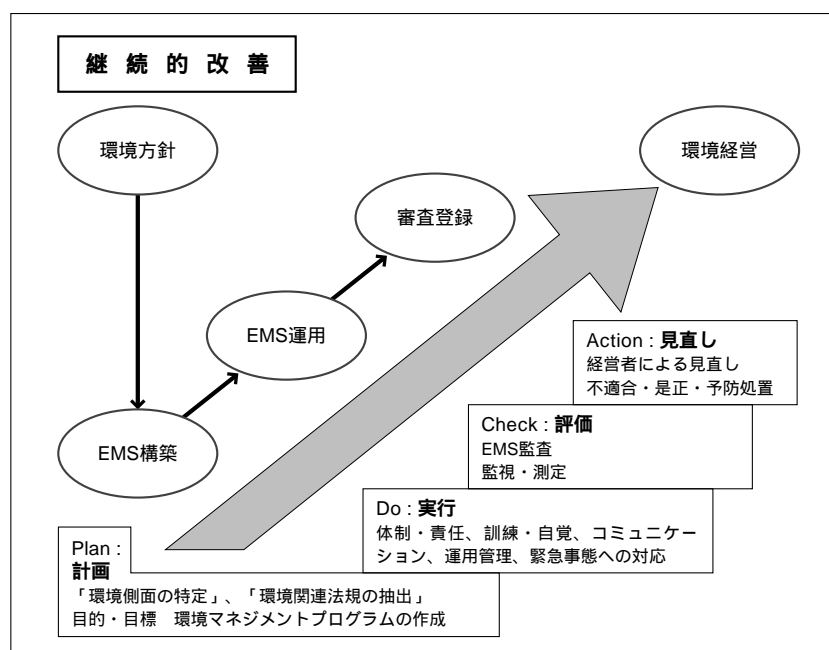 継続的改善
環境方針
環境経営
審査登録
EMS運用
EMS構築
Action : 見直し
経営者による見直し
不適合・是正・予防処置
Check : 評価
EMS監査
監視・測定
Do : 実行
体制・責任、訓練・自覚、コミュニケー
ション、運用管理、緊急事態への対応
Plan :
計画
「環境側面の特定」、「環境関連法規の抽出」
目的・目標　環境マネジメントプログラムの作成